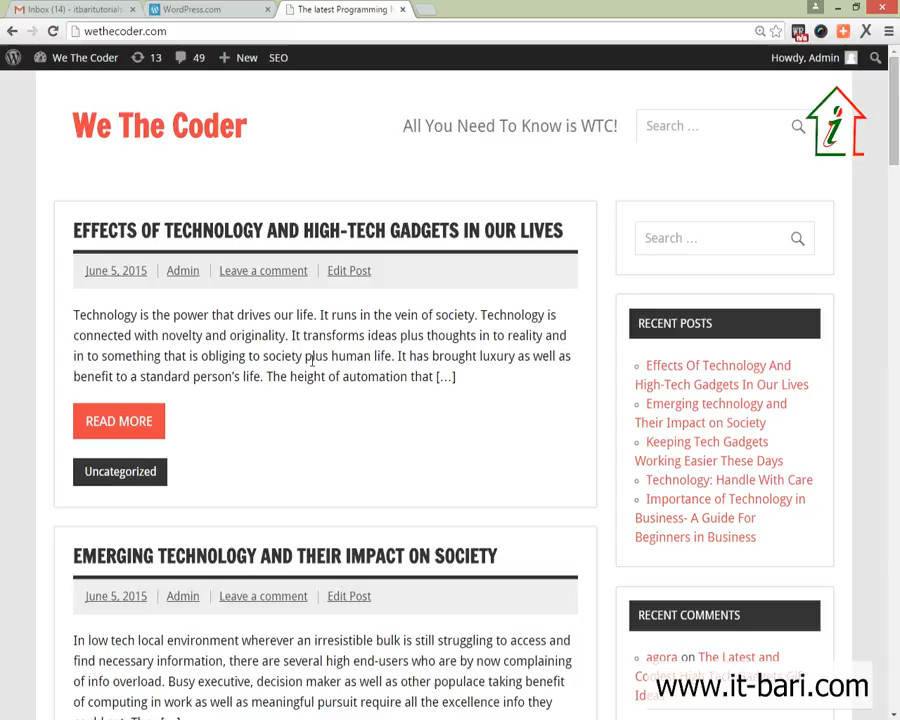 Inbox (14) - itbaritutorials
WordPress.com
The latest Programming
wethecoder.com
We The Coder
13
49
New
SEO
Howdy, Admin
We The Coder
All You Need To Know is WTC!
Search ...
EFFECTS OF TECHNOLOGY AND HIGH-TECH GADGETS IN OUR LIVES
June 5, 2015 Admin Leave a comment Edit Post
Technology is the power that drives our life. It runs in the vein of society. Technology is
connected with novelty and originality. It transforms ideas plus thoughts in to reality and
in to something that is obliging to society plus human life. It has brought luxury as well as
benefit to a standard person's life. The height of automation that [...]
READ MORE
Uncategorized
EMERGING TECHNOLOGY AND THEIR IMPACT ON SOCIETY
June 5, 2015 Admin Leave a comment Edit Post
In low tech local environment wherever an irresistible bulk is still struggling to access and
find necessary information, there are several high end-users who are by now complaining
of info overload. Busy executive, decision maker as well as other populace taking benefit
of computing in work as well as meaningful pursuit require all the excellence info they
Search ...
RECENT POSTS
Effects Of Technology And
High-Tech Gadgets In Our Lives
Emerging technology and
Their Impact on Society
Keeping Tech Gadgets
Working Easier These Days
Technology: Handle With Care
Importance of Technology in
Business- A Guide For
Beginners in Business
RECENT COMMENTS
agora on The Latest and
Coolest High Tech Gadgets Gift
Ideas
www.it-bari.com